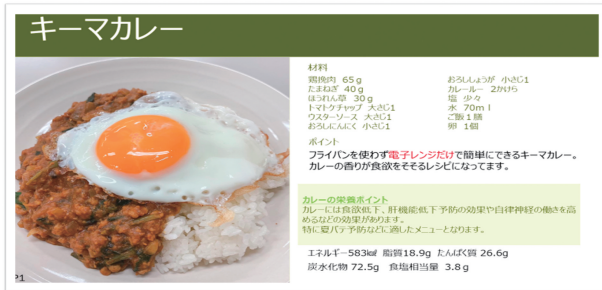 キーマカレー
材料
鶏挽肉 65g
たまねぎ 40g
ほうれん草 30g
トマトケチャップ 大さじ1
ウスターソース 大さじ1
おろしにんにく 小さじ1
おろししょうが 小さじ1
カレールー 2かけら
塩 少々
水 70ml
ご飯1膳
卵 1個
ポイント
フライパンを使わず電子レンジだけで簡単にできるキーマカレー。
カレーの香りが食欲をそそるレシピになってます。
カレーの栄養ポイント
カレーには食欲低下、肝機能低下予防の効果や自律神経の働きを高
めるなどの効果があります。
特に夏バテ予防などに適したメニューとなります。
エネルギー583㎉ 脂質18.9g たんぱく質 26.6g
炭水化物 72.5g 食塩相当量 3.8g
P1